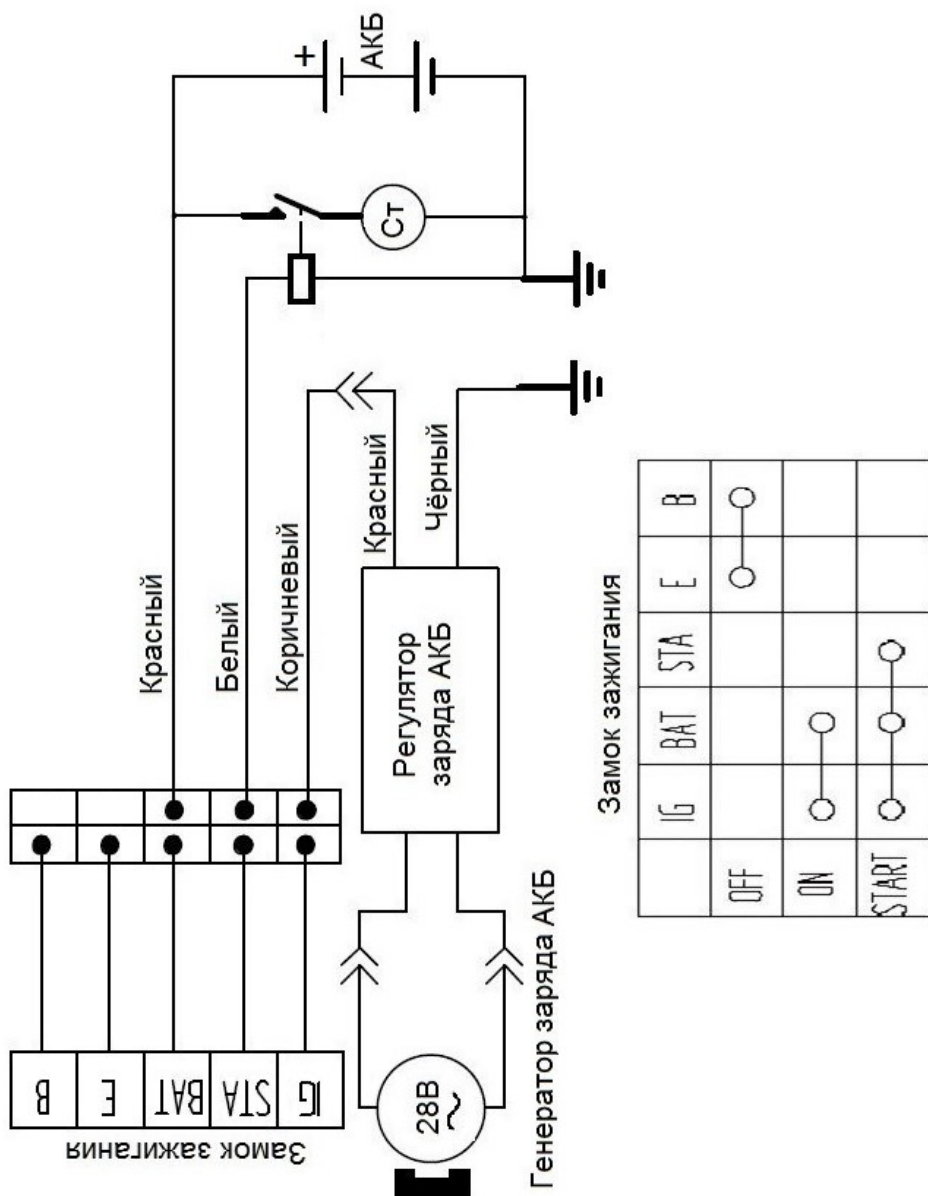 +
АКБ
Ст
Красный
Белый
Коричневый
Красный
Чёрный
Регулятор
заряда АКБ
B
E
BAT
STA
IG
Замок зажигания
28В
~
Генератор заряда АКБ
Замок зажигания
IG BAT STA E B
OFF
ON
START